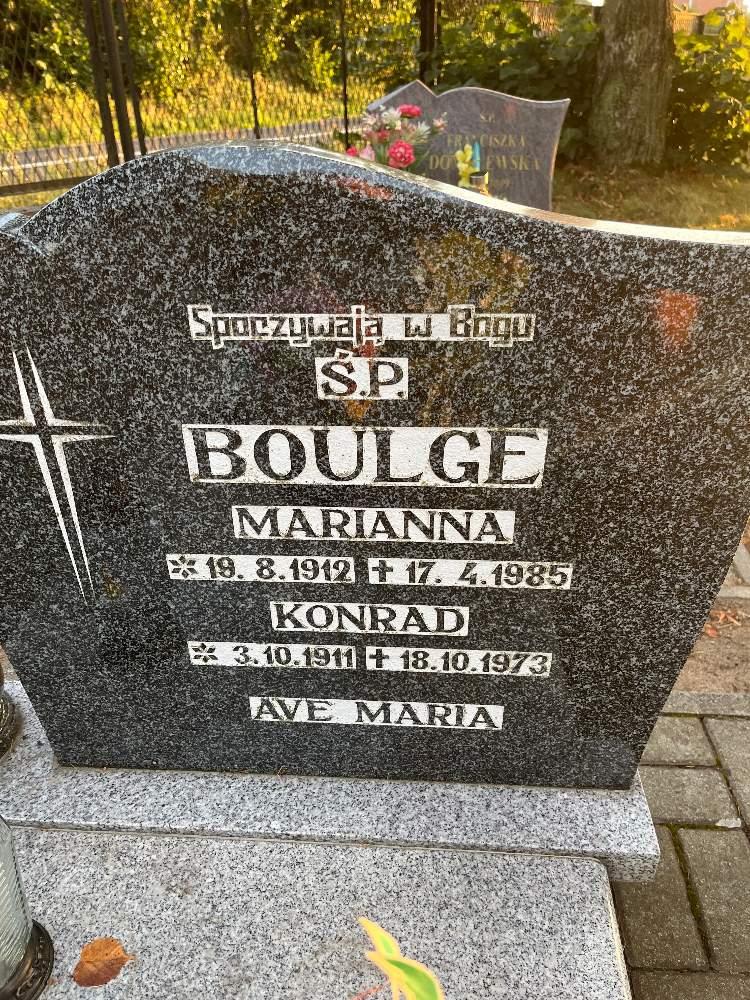 Ś.P.
FRANCISZKA
Spoczywają w Bogu
Ś.P.
BOULGE
MARIANNA
* 19. 8.1912 ✝ 17. 4.1985
KONRAD
* 3.10.1911 ✝ 18.10.1973
AVE MARIA